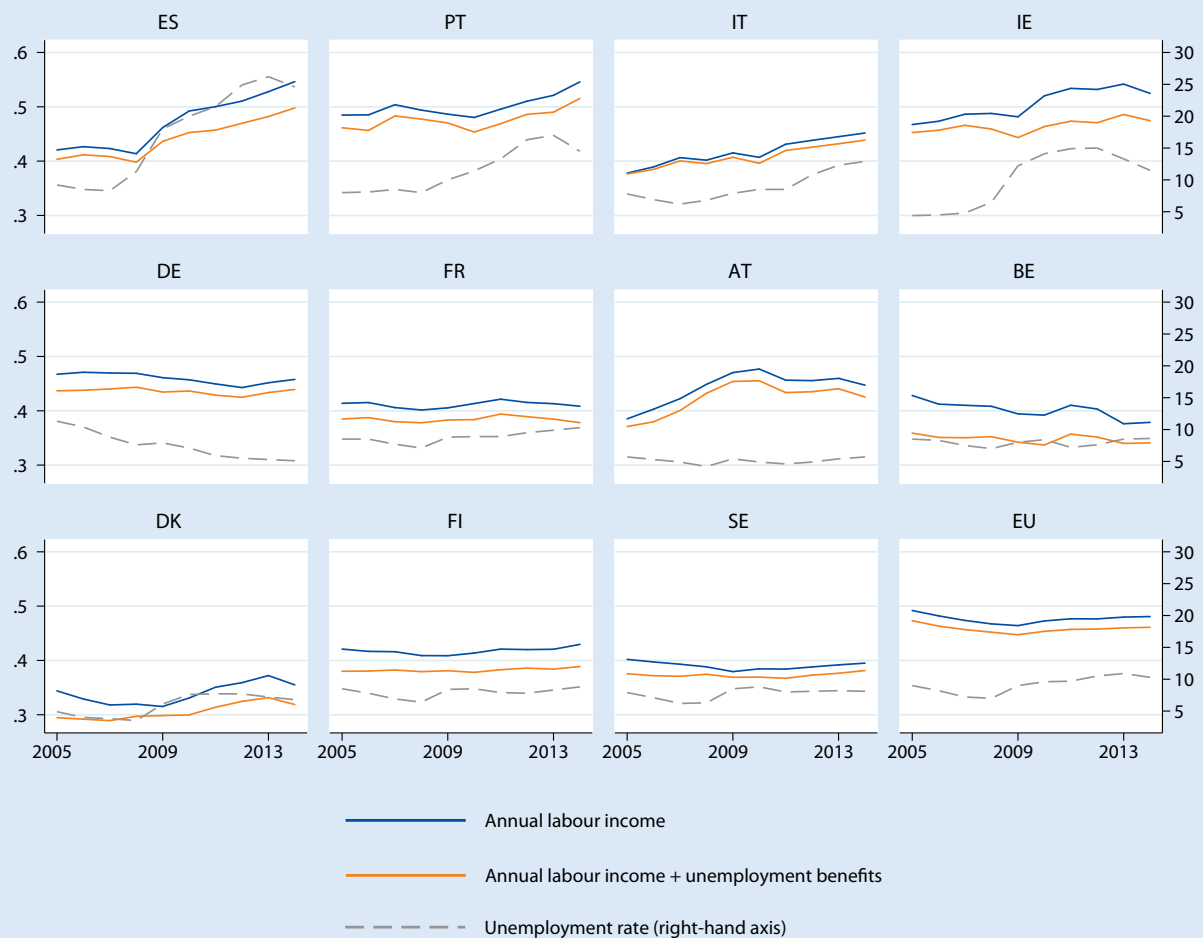 ES PT IT IE
.6 30
25
.5 20
.4 15
10
.3 5
DE FR AT BE
.6 30
25
.5 20
.4 15
10
.3 5
DK FI SE EU
.6 30
25
.5 20
.4 15
10
.3 5
2005 2009 2013 2005 2009 2013 2005 2009 2013 2005 2009 2013
Annual labour income
Annual labour income + unemployment benefits
Unemployment rate (right-hand axis)